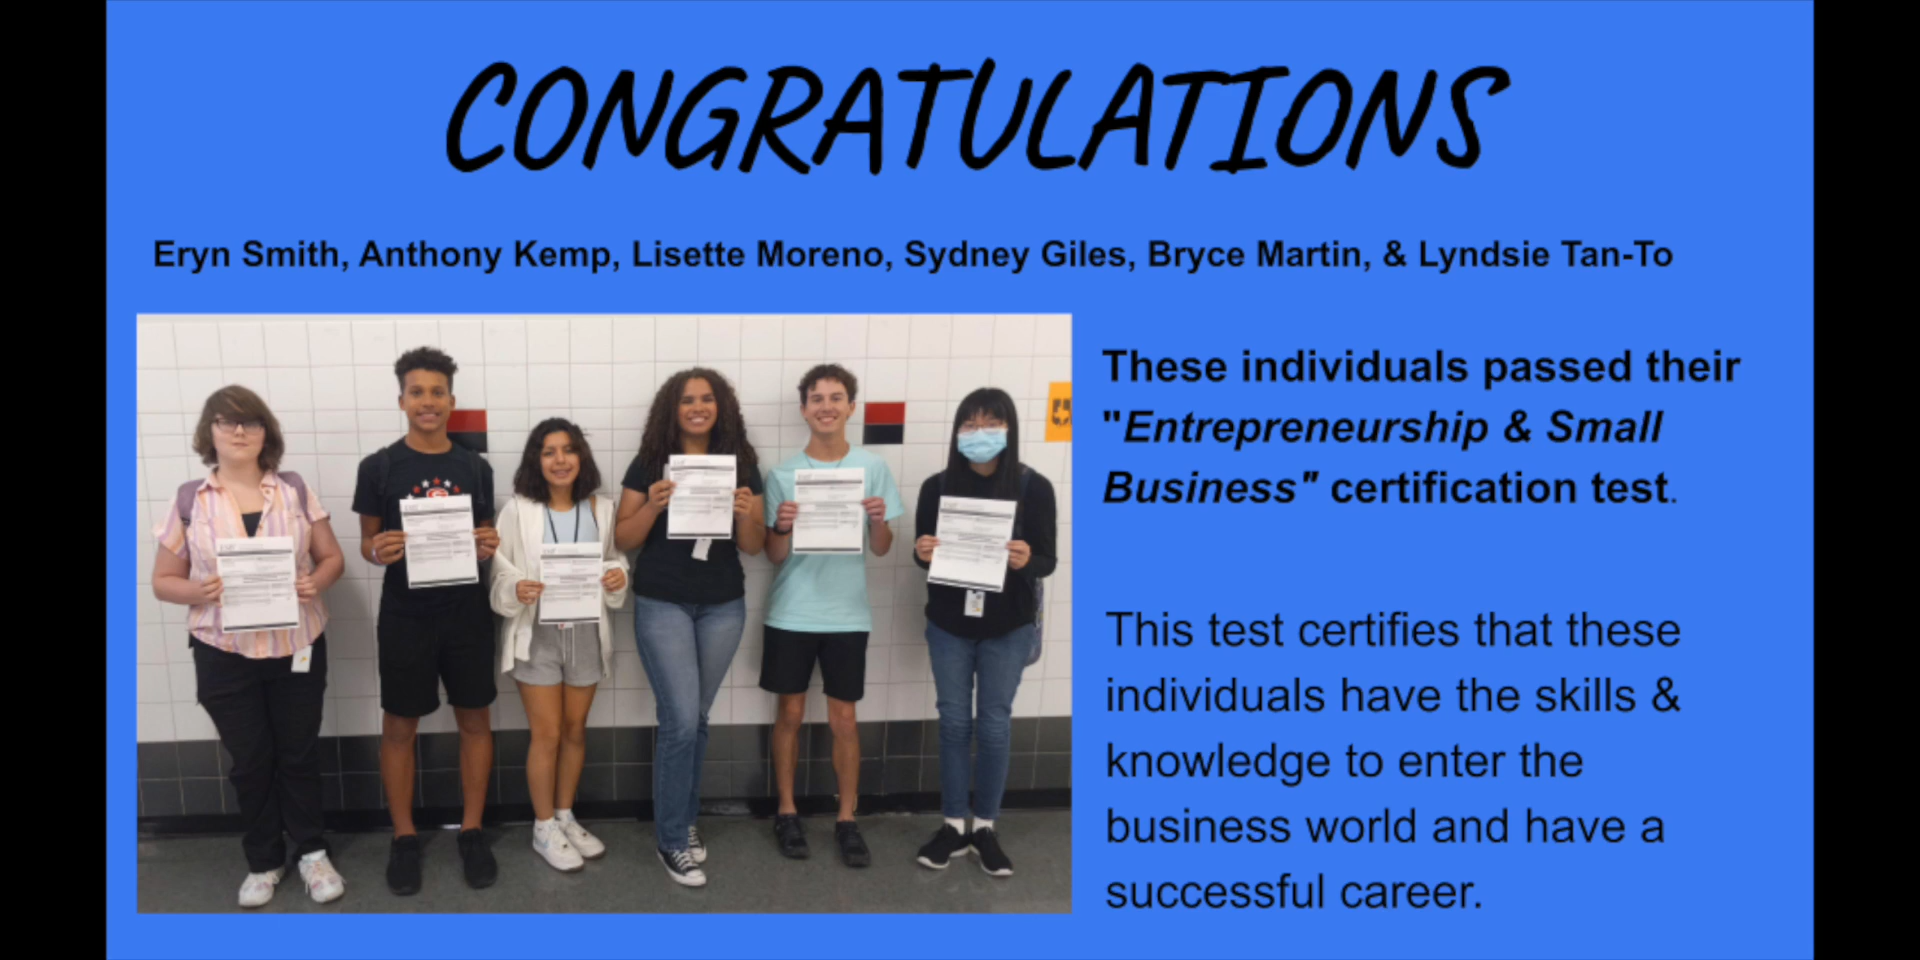 CONGRATULATIONS
Eryn Smith, Anthony Kemp, Lisette Moreno, Sydney Giles, Bryce Martin, & Lyndsie Tan-To
These individuals passed their
"Entrepreneurship & Small
Business" certification test.
This test certifies that these
individuals have the skills &
knowledge to enter the
business world and have a
successful career.